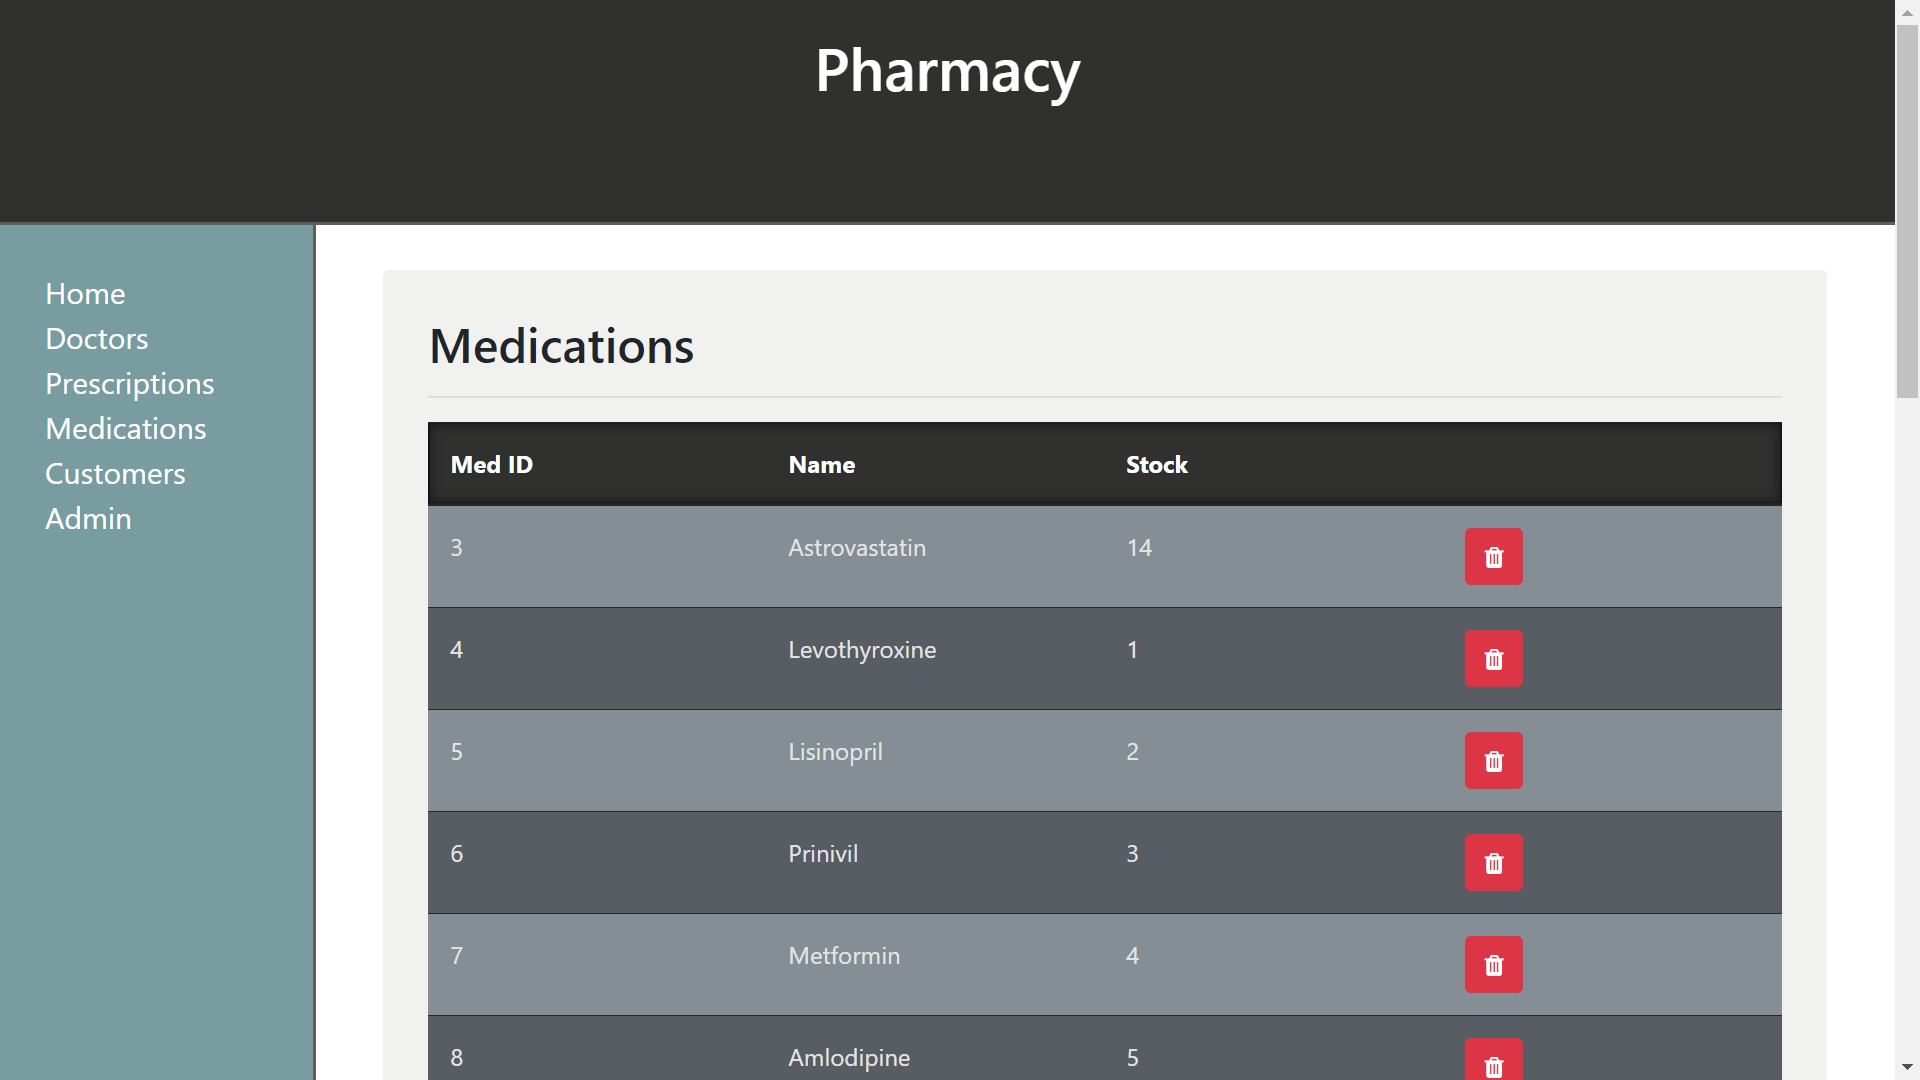 Pharmacy
Home
Doctors
Prescriptions
Medications
Customers
Admin
Medications
Med ID Name Stock
3 Astrovastatin 14
4 Levothyroxine 1
5 Lisinopril 2
6 Prinivil 3
7 Metformin 4
8 Amlodipine 5